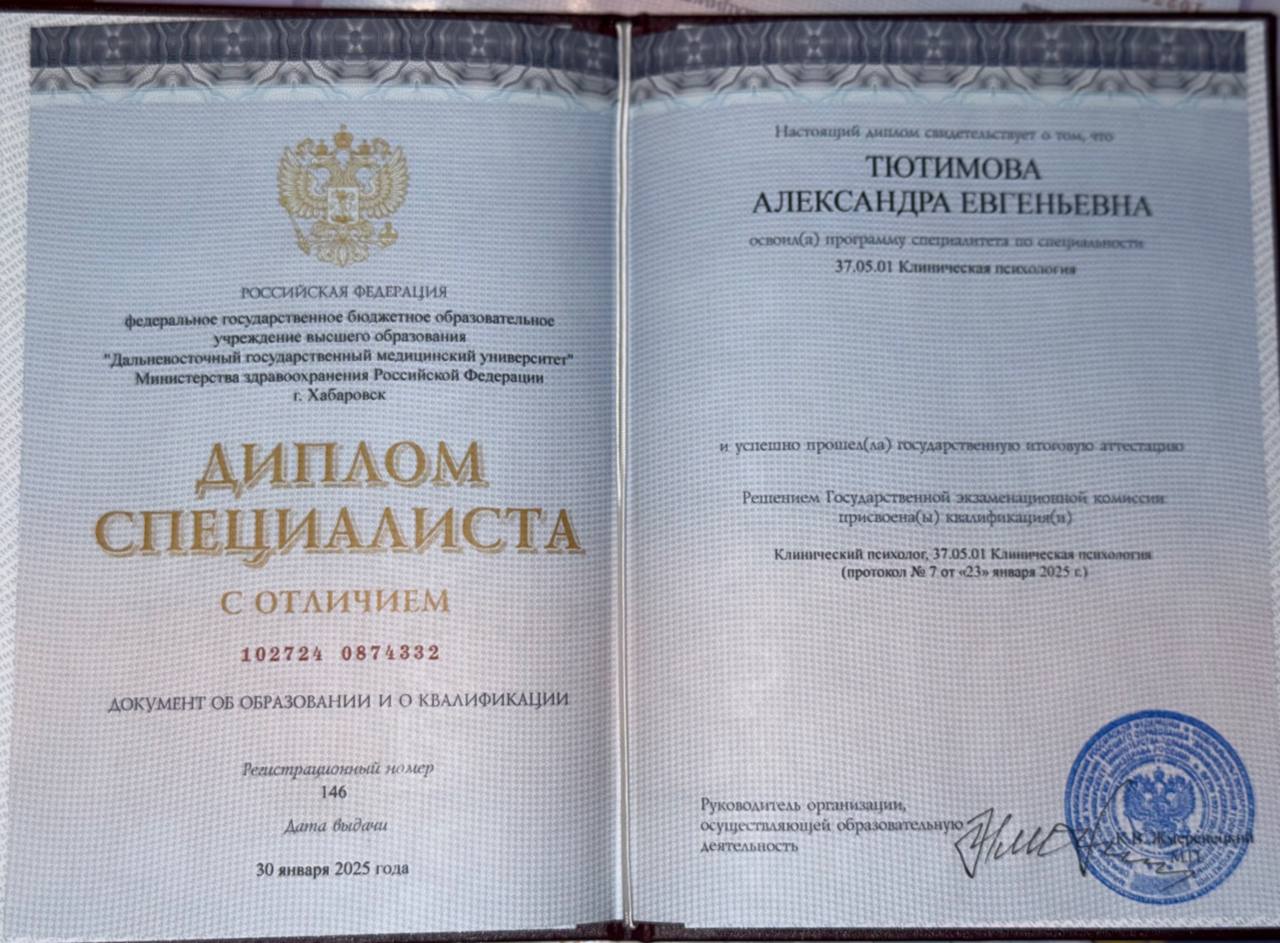 РОССИЙСКАЯ ФЕДЕРАЦИЯ
федеральное государственное бюджетное образовательное
учреждение высшего образования
"Дальневосточный государственный медицинский университет"
Министерства здравоохранения Российской Федерации
г. Хабаровск
ДИПЛОМ
СПЕЦИАЛИСТА
С ОТЛИЧИЕМ
102724 0874332
ДОКУМЕНТ ОБ ОБРАЗОВАНИИ И О КВАЛИФИКАЦИИ
Регистрационный номер
146
Дата выдачи
30 января 2025 года
Настоящий диплом свидетельствует о том, что
ТЮТИМОВА
АЛЕКСАНДРА ЕВГЕНЬЕВНА
освоил(а) программу специалитета по специальности
37.05.01 Клиническая психология
и успешно прошел(ла) государственную итоговую аттестацию
Решением Государственной экзаменационной комиссии
присвоена(ы) квалификация(и)
Клинический психолог, 37.05.01 Клиническая психология
(протокол № 7 от «23» января 2025 г.)
Руководитель организации,
осуществляющей образовательную
деятельность
К.В. Жмеренецкий
М.П.